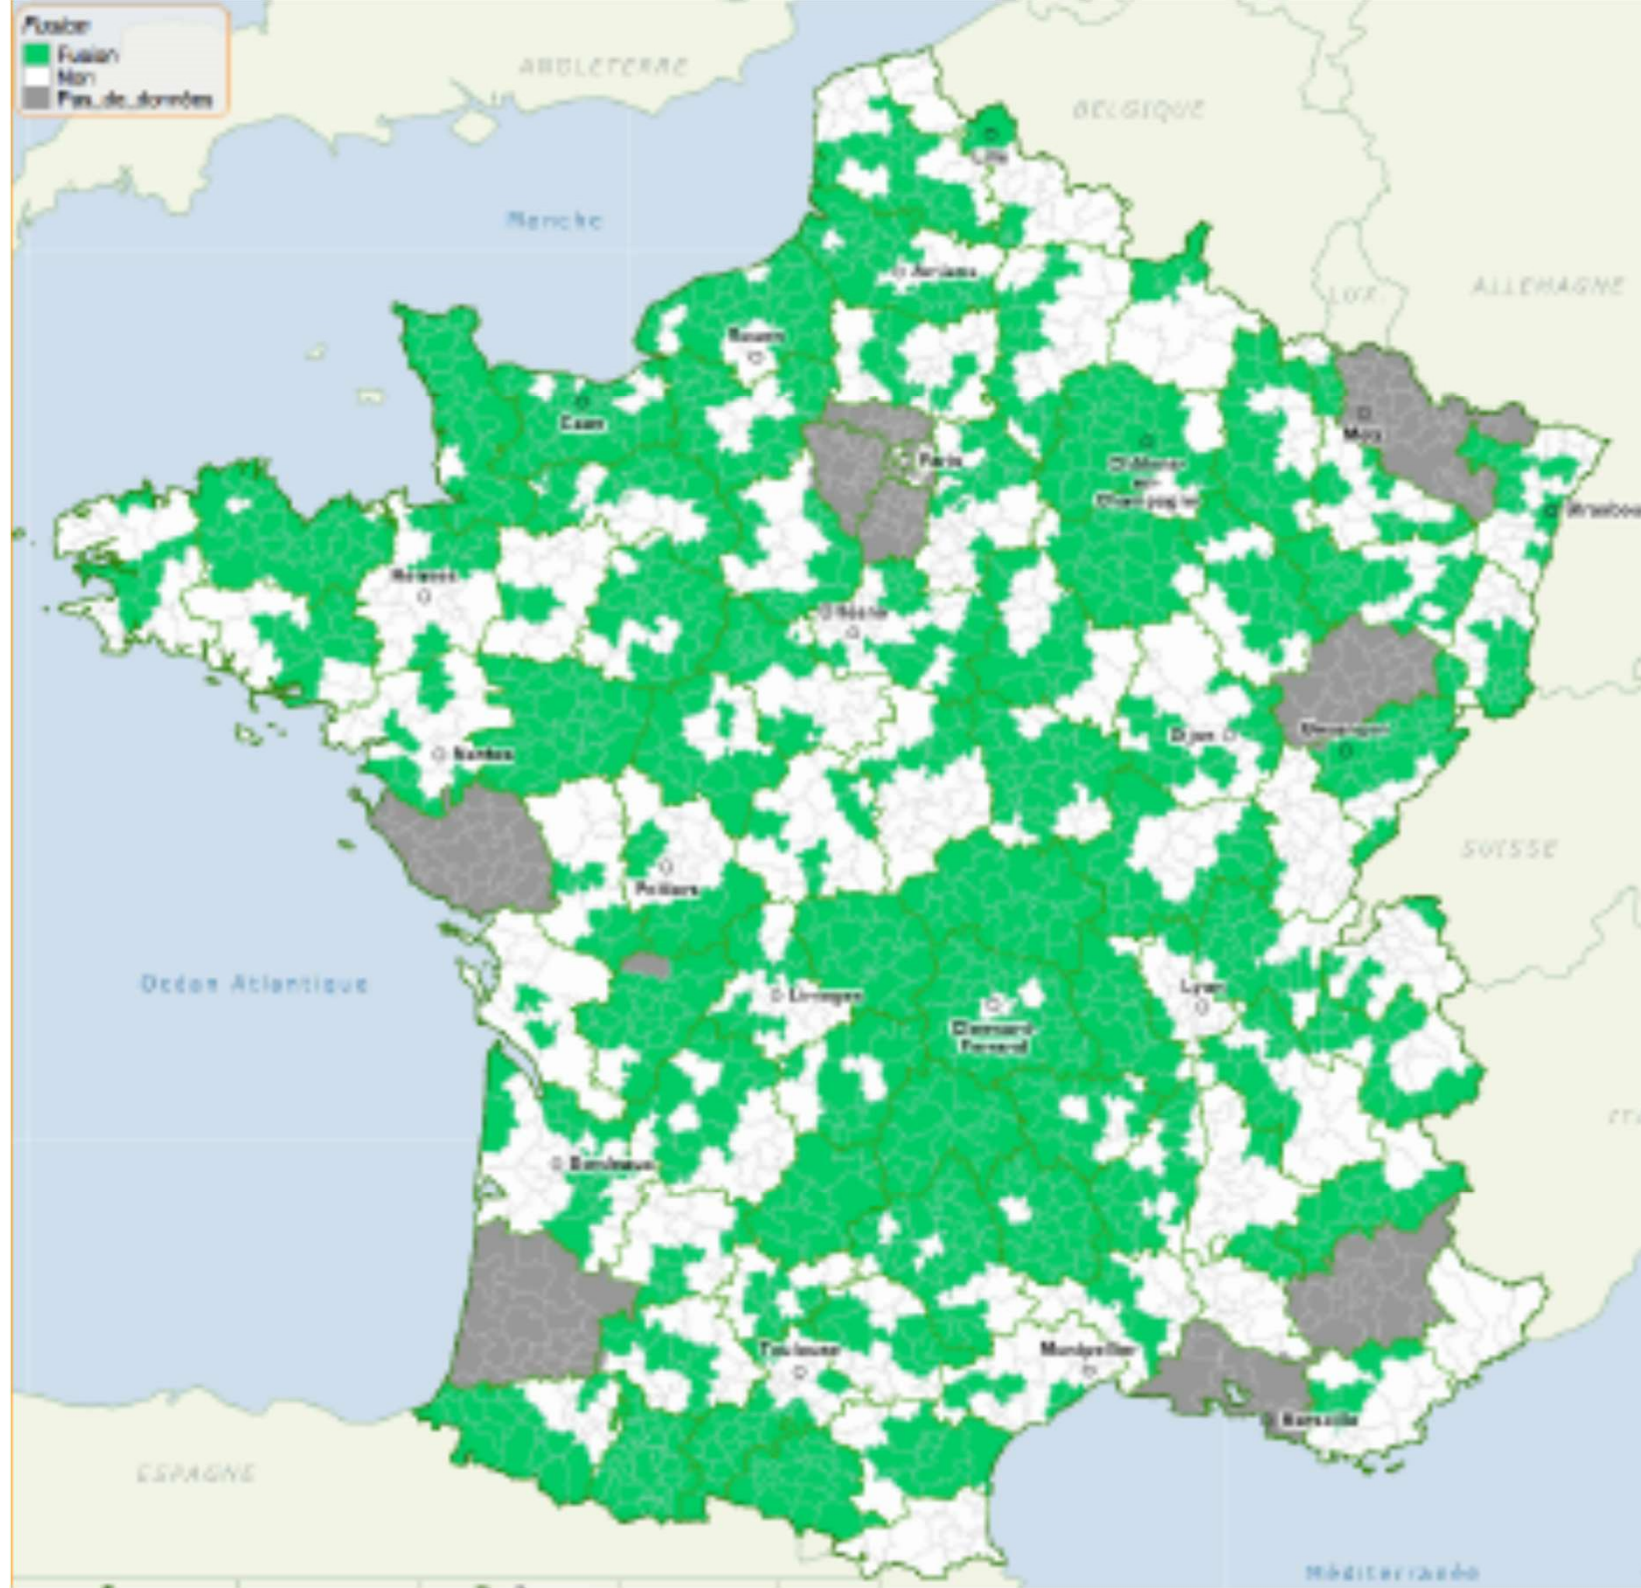 Fusion
Fusion
Non
Pas_de_données
ANGLETERRE
BELGIQUE
Lille
Manche
Amiens
LUX.
ALLEMAGNE
Rouen
Caen
Metz
Paris
Châlons-
en-
Champagne
Rennes
Orléans
Dijon
Besançon
Nantes
SUISSE
Poitiers
Océan Atlantique
Limoges
Lyon
Clermont-
Ferrand
Bordeaux
Toulouse
Montpellier
Marseille
ESPAGNE
Méditerranée